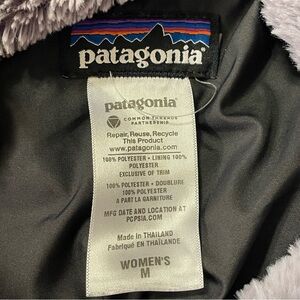 patagonia®
patagonia®
COMMON THREADS
PARTNERSHIP
Repair, Reuse, Recycle
This Product
www.patagonia.com
100% POLYESTER • LINING 100%
POLYESTER
EXCLUSIVE OF TRIM
100% POLYESTER • DOUBLURE
100% POLYESTER
A PART LA GARNITURE
MFG DATE AND LOCATION AT
PCPSIA.COM
Made in THAILAND
Fabriqué en THAÏLANDE
WOMEN'S
M